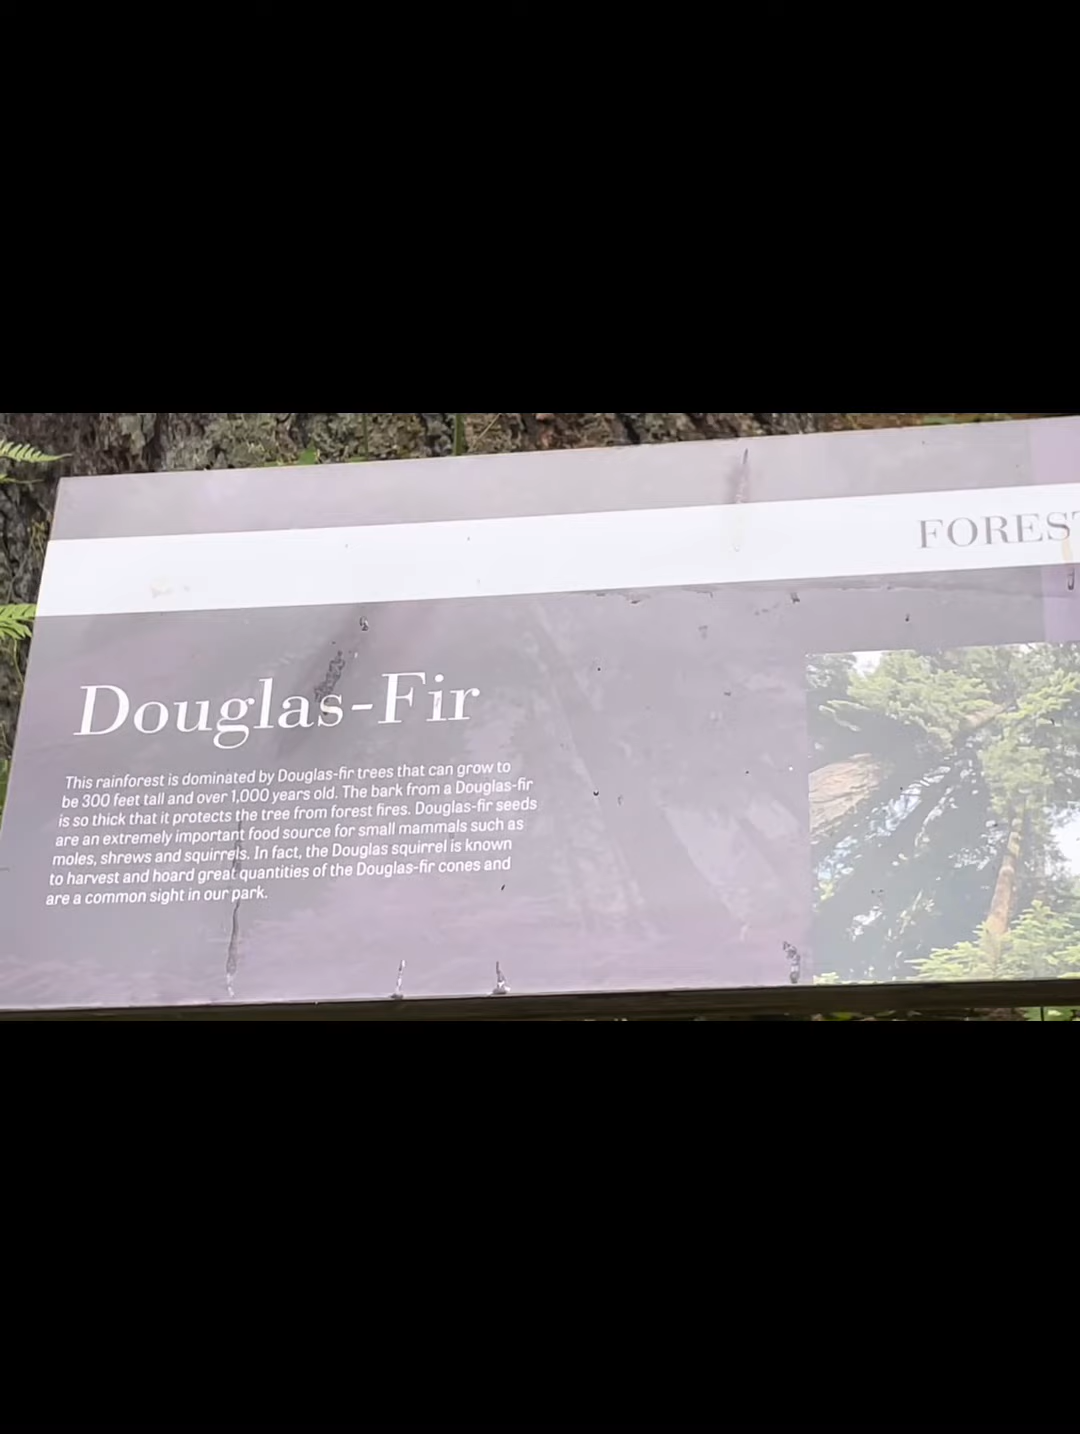 FOREST
Douglas-Fir
This rainforest is dominated by Douglas-fir trees that can grow to
be 300 feet tall and over 1,000 years old. The bark from a Douglas-fir
is so thick that it protects the tree from forest fires. Douglas-fir seeds
are an extremely important food source for small mammals such as
moles, shrews and squirrels. In fact, the Douglas squirrel is known
to harvest and hoard great quantities of the Douglas-fir cones and
are a common sight in our park.